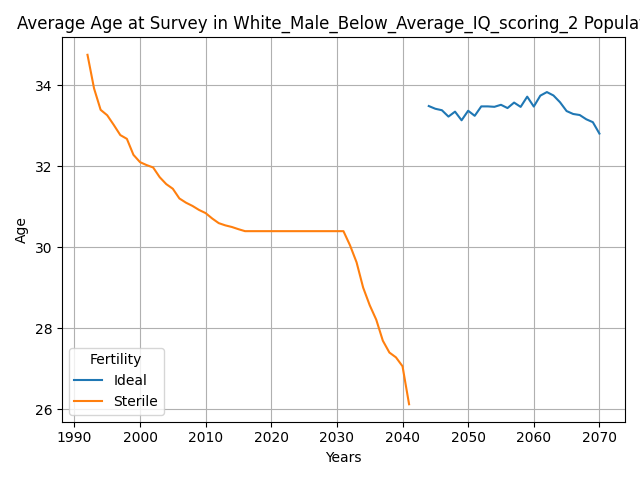 Average Age at Survey in White_Male_Below_Average_IQ_scoring_2 Popula
34
32
30
28
26
Age
Fertility
Ideal
Sterile
1990 2000 2010 2020 2030 2040 2050 2060 2070
Years